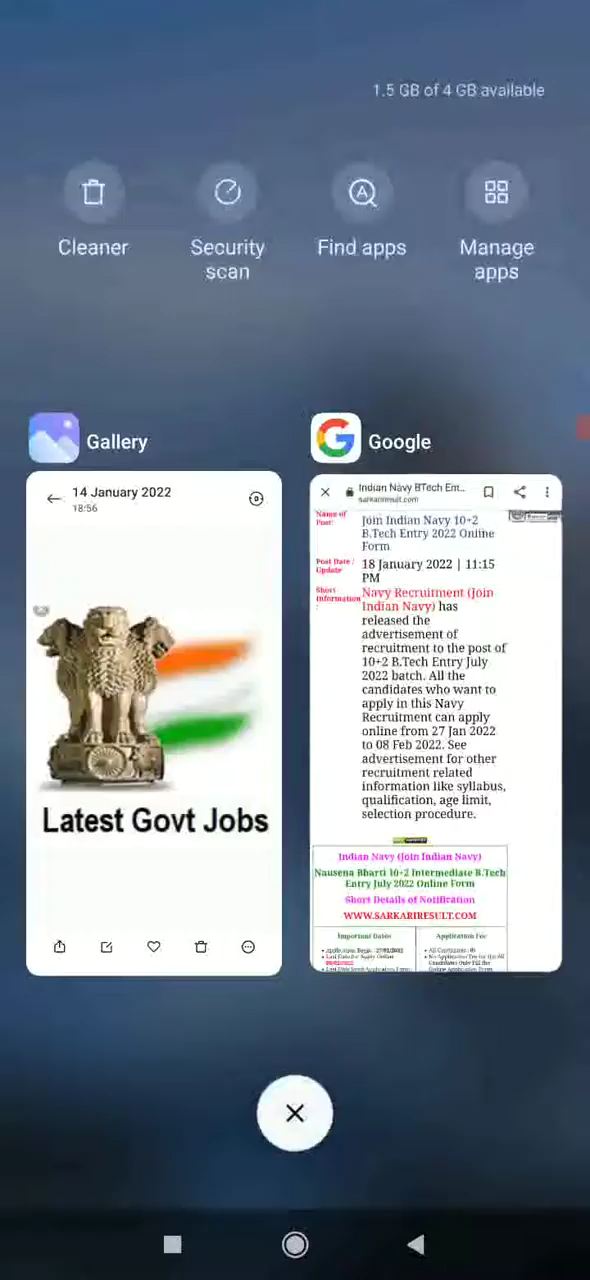 1.5 GB of 4 GB available
Cleaner
Security
scan
Find apps
Manage
apps
Gallery
Google
14 January 2022
18:56
Latest Govt Jobs
Indian Navy BTech Ent...
sarkariresult.com
Name of
Post:
Join Indian Navy 10+2
B.Tech Entry 2022 Online
Form
Post Date /
Update
18 January 2022 | 11:15
PM
Short
Information
:
Navy Recruitment (Join
Indian Navy) has
released the
advertisement of
recruitment to the post of
10+2 B.Tech Entry July
2022 batch. All the
candidates who want to
apply in this Navy
Recruitment can apply
online from 27 Jan 2022
to 08 Feb 2022. See
advertisement for other
recruitment related
information like syllabus,
qualification, age limit,
selection procedure.
Indian Navy (Join Indian Navy)
Nausena Bharti 10+2 Intermediate B.Tech
Entry July 2022 Online Form
Short Details of Notification
WWW.SARKARIRESULT.COM
Important Dates
Application Fee